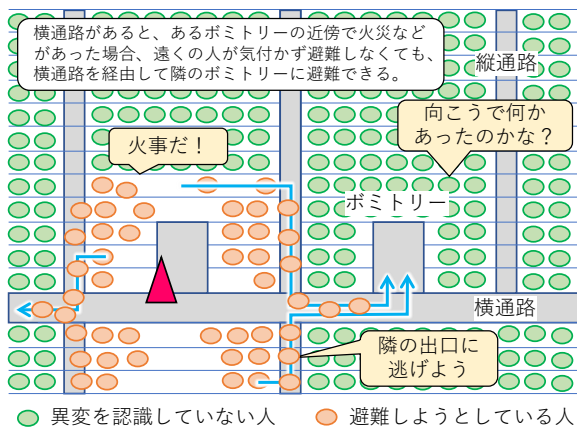 横通路があると、あるボミトリーの近傍で火災など
があった場合、遠くの人が気付かず避難しなくても、
横通路を経由して隣のボミトリーに避難できる。
縦通路
向こうで何か
あったのかな？
火事だ！
ボミトリー
横通路
隣の出口に
逃げよう
異変を認識していない人
避難しようとしている人